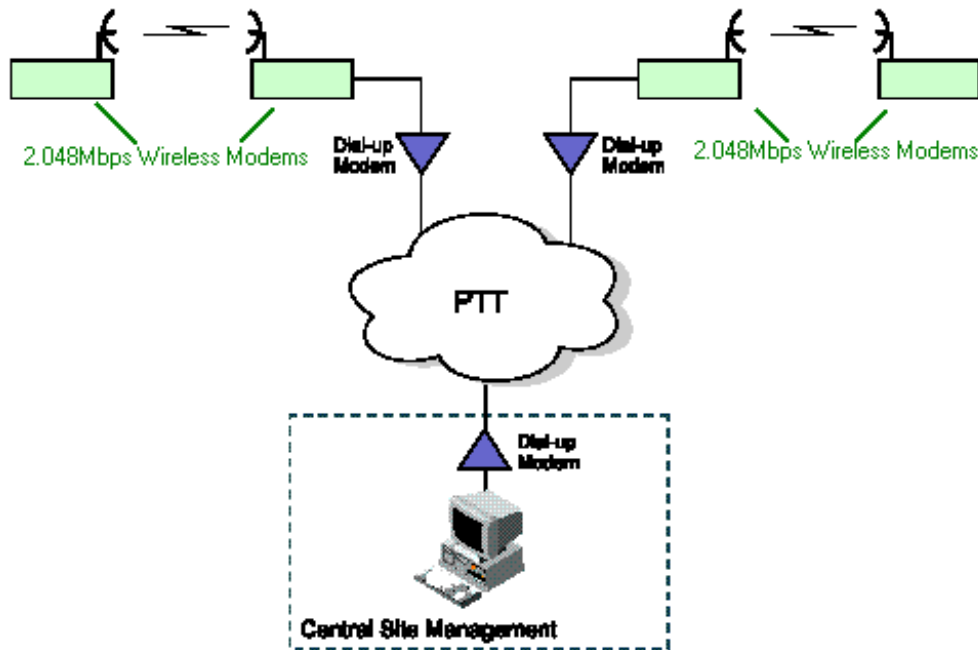 2.048Mbps Wireless Modems
Dial-up
Modem
Dial-up
Modem
2.048Mbps Wireless Modems
PTT
Dial-up
Modem
Central Site Management